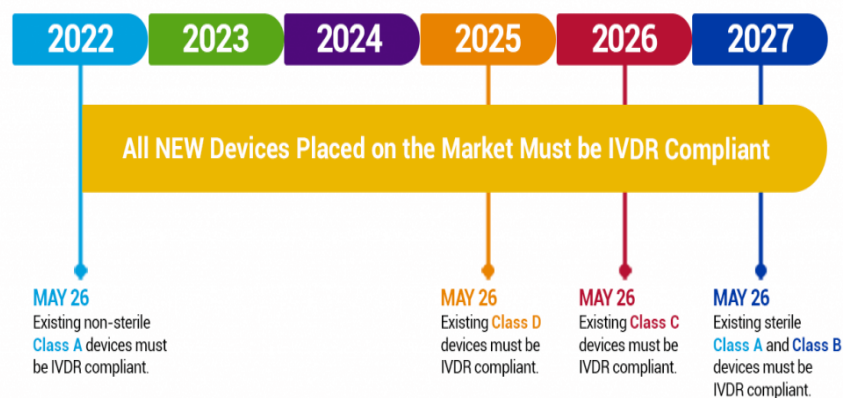 2022 2023 2024 2025 2026 2027
All NEW Devices Placed on the Market Must be IVDR Compliant
MAY 26
Existing non-sterile
Class A devices must
be IVDR compliant.
MAY 26
Existing Class D
devices must be
IVDR compliant.
MAY 26
Existing Class C
devices must be
IVDR compliant.
MAY 26
Existing sterile
Class A and Class B
devices must be
IVDR compliant.